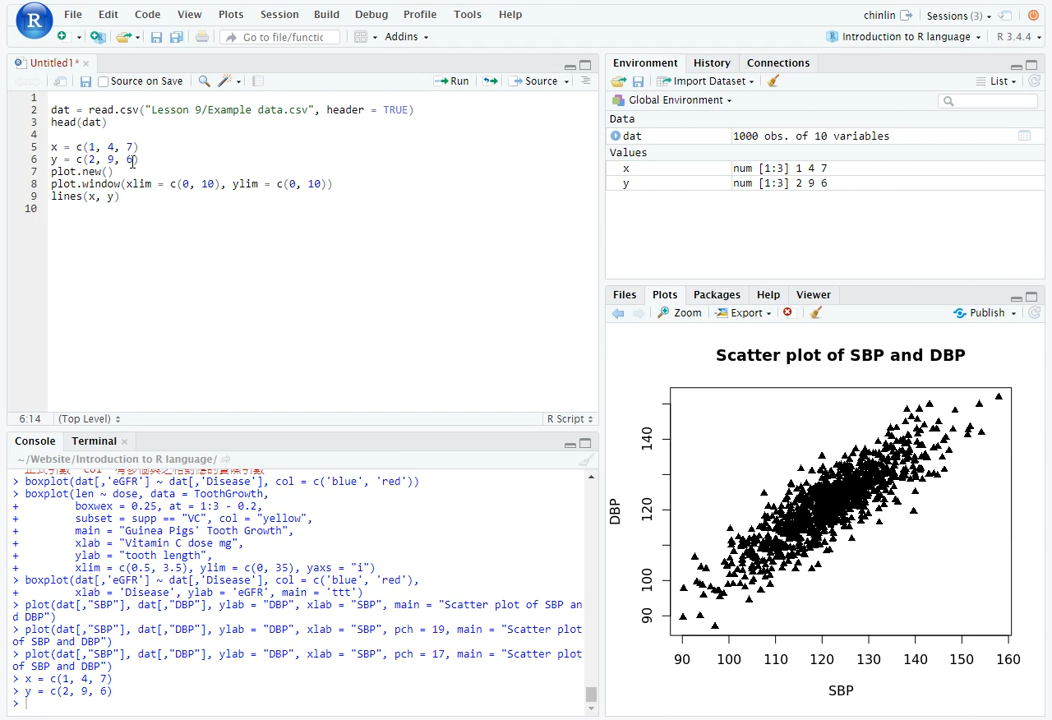 File Edit Code View Plots Session Build Debug Profile Tools Help
chinlin Sessions (3)
Go to file/functic Addins
Introduction to R language R 3.4.4
Untitled1* ×
Source on Save Run Source
1
2 dat = read.csv("Lesson 9/Example data.csv", header = TRUE)
3 head(dat)
4
5 x = c(1, 4, 7)
6 y = c(2, 9, 6)
7 plot.new()
8 plot.window(xlim = c(0, 10), ylim = c(0, 10))
9 lines(x, y)
10
6:14 (Top Level) R Script
Console Terminal ×
~/Website/Introduction to R language/
> boxplot(dat[,'eGFR'] ~ dat[,'Disease'], col = c('blue', 'red'))
> boxplot(len ~ dose, data = ToothGrowth,
+ boxwex = 0.25, at = 1:3 - 0.2,
+ subset = supp == "VC", col = "yellow",
+ main = "Guinea Pigs' Tooth Growth",
+ xlab = "Vitamin C dose mg",
+ ylab = "tooth length",
+ xlim = c(0.5, 3.5), ylim = c(0, 35), yaxs = "i")
> boxplot(dat[,'eGFR'] ~ dat[,'Disease'], col = c('blue', 'red'),
+ xlab = 'Disease', ylab = 'eGFR', main = 'ttt')
> plot(dat[,"SBP"], dat[,"DBP"], ylab = "DBP", xlab = "SBP", main = "Scatter plot of SBP an
d DBP")
> plot(dat[,"SBP"], dat[,"DBP"], ylab = "DBP", xlab = "SBP", pch = 19, main = "Scatter plot
of SBP and DBP")
> plot(dat[,"SBP"], dat[,"DBP"], ylab = "DBP", xlab = "SBP", pch = 17, main = "Scatter plot
of SBP and DBP")
> x = c(1, 4, 7)
> y = c(2, 9, 6)
>
Environment History Connections
Import Dataset List
Global Environment
Data
dat 1000 obs. of 10 variables
Values
x num [1:3] 1 4 7
y num [1:3] 2 9 6
Files Plots Packages Help Viewer
Zoom Export Publish
Scatter plot of SBP and DBP
DBP
140
120
100
90
90 100 110 120 130 140 150 160
SBP